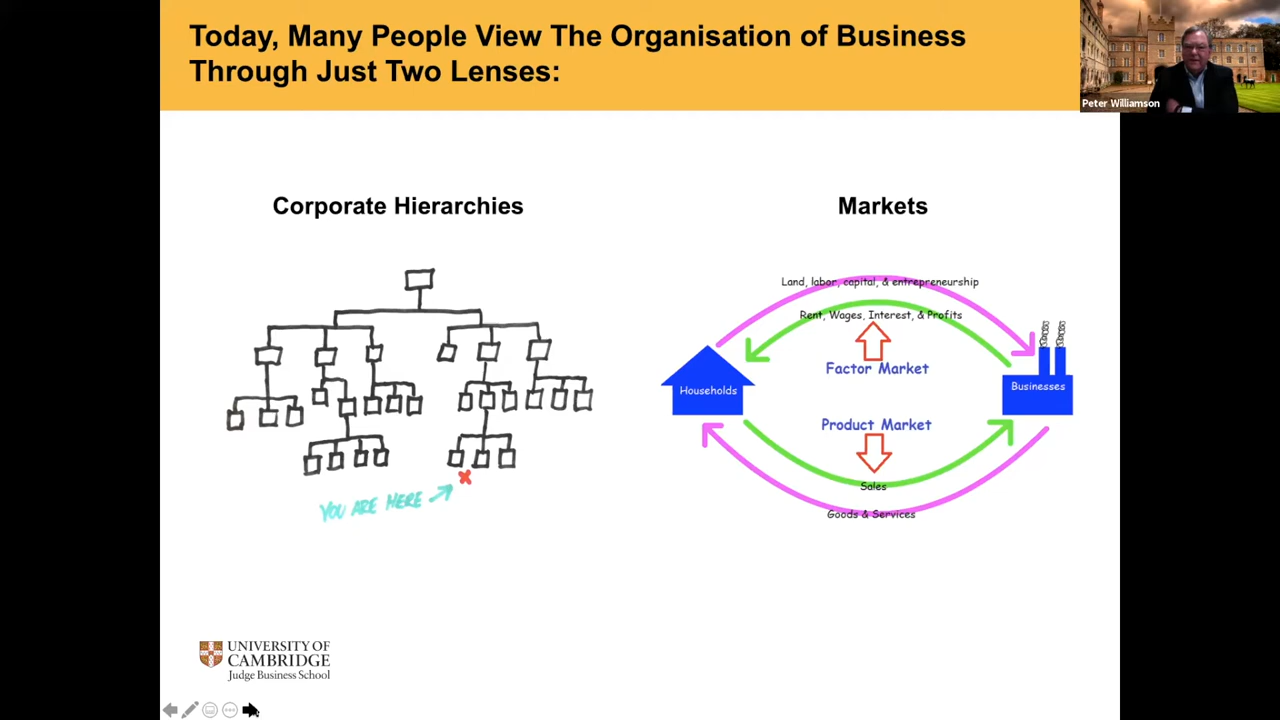 Today, Many People View The Organisation of Business
Through Just Two Lenses:
Peter Williamson
Corporate Hierarchies
Markets
YOU ARE HERE
Land, labor, capital, & entrepreneurship
Rent, Wages, Interest, & Profits
Factor Market
Households
Businesses
Product Market
Sales
Goods & Services
UNIVERSITY OF
CAMBRIDGE
Judge Business School